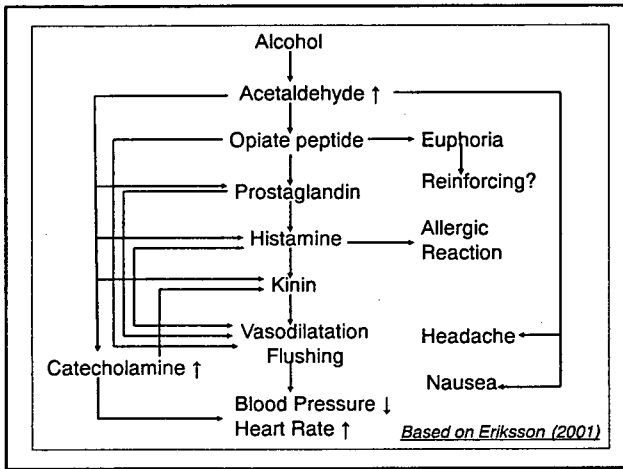 Alcohol
Acetaldehyde ↑
Opiate peptide
Euphoria
Reinforcing?
Prostaglandin
Histamine
Allergic
Reaction
Kinin
Vasodilatation
Flushing
Headache
Catecholamine ↑
Nausea
Blood Pressure ↓
Heart Rate ↑
Based on Eriksson (2001)